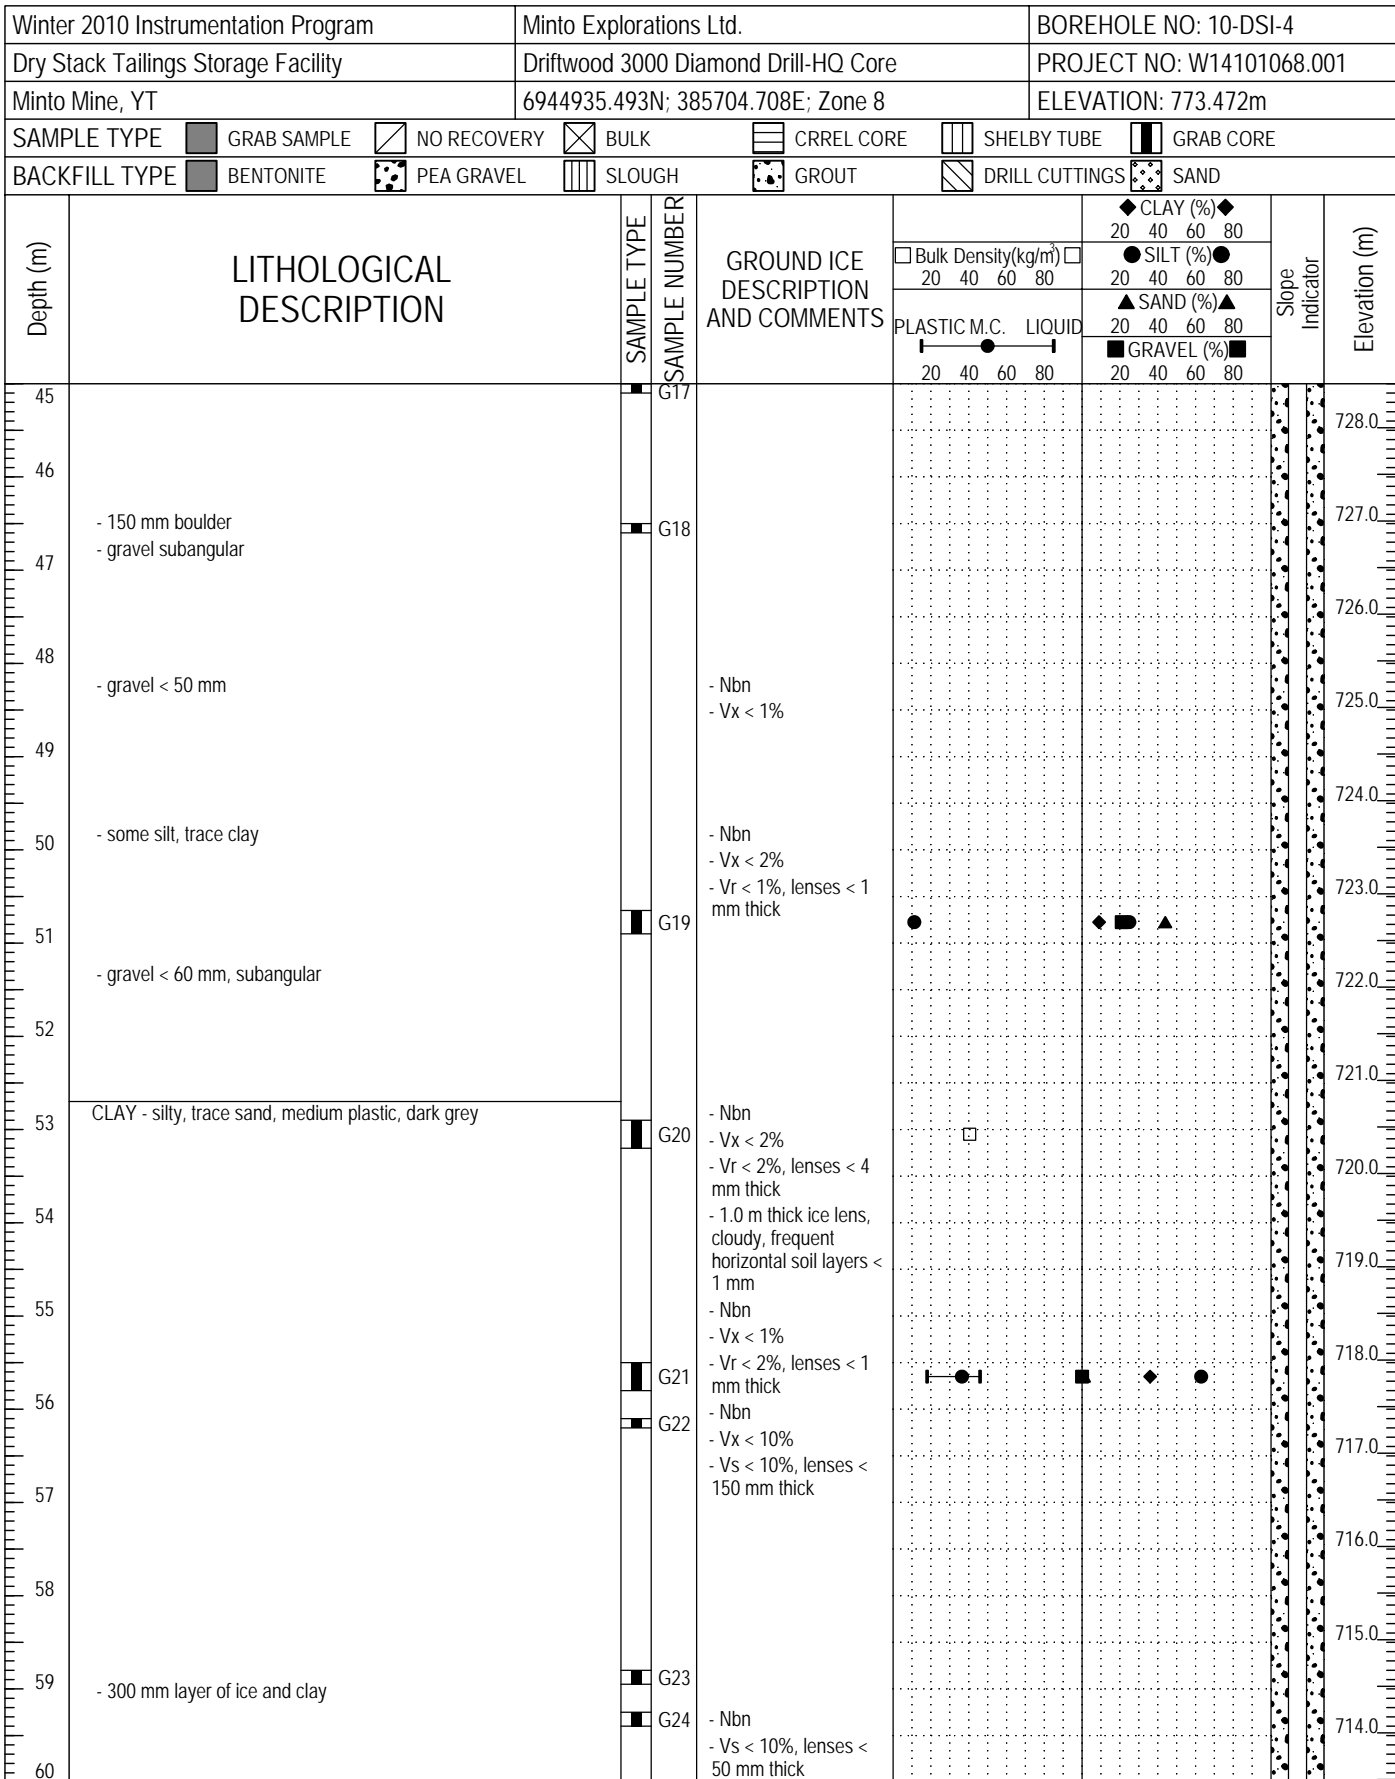 Winter 2010 Instrumentation Program
Minto Explorations Ltd.
BOREHOLE NO: 10-DSI-4
Dry Stack Tailings Storage Facility
Driftwood 3000 Diamond Drill-HQ Core
PROJECT NO: W14101068.001
Minto Mine, YT
6944935.493N; 385704.708E; Zone 8
ELEVATION: 773.472m
SAMPLE TYPE GRAB SAMPLE NO RECOVERY BULK CRREL CORE SHELBY TUBE GRAB CORE
BACKFILL TYPE BENTONITE PEA GRAVEL SLOUGH GROUT DRILL CUTTINGS SAND
Depth (m)
LITHOLOGICAL
DESCRIPTION
SAMPLE TYPE
SAMPLE NUMBER
GROUND ICE
DESCRIPTION
AND COMMENTS
Bulk Density(kg/m³)
20 40 60 80
PLASTIC M.C. LIQUID
20 40 60 80
CLAY (%)
20 40 60 80
SILT (%)
20 40 60 80
SAND (%)
20 40 60 80
GRAVEL (%)
20 40 60 80
Slope
Indicator
Elevation (m)
45
46
47
48
49
50
51
52
53
54
55
56
57
58
59
60
- 150 mm boulder
- gravel subangular
- gravel < 50 mm
- some silt, trace clay
- gravel < 60 mm, subangular
CLAY - silty, trace sand, medium plastic, dark grey
- 300 mm layer of ice and clay
G17
G18
G19
G20
G21
G22
G23
G24
- Nbn
- Vx < 1%
- Nbn
- Vx < 2%
- Vr < 1%, lenses < 1
mm thick
- Nbn
- Vx < 2%
- Vr < 2%, lenses < 4
mm thick
- 1.0 m thick ice lens,
cloudy, frequent
horizontal soil layers <
1 mm
- Nbn
- Vx < 1%
- Vr < 2%, lenses < 1
mm thick
- Nbn
- Vx < 10%
- Vs < 10%, lenses <
150 mm thick
- Nbn
- Vs < 10%, lenses <
50 mm thick
728.0
727.0
726.0
725.0
724.0
723.0
722.0
721.0
720.0
719.0
718.0
717.0
716.0
715.0
714.0